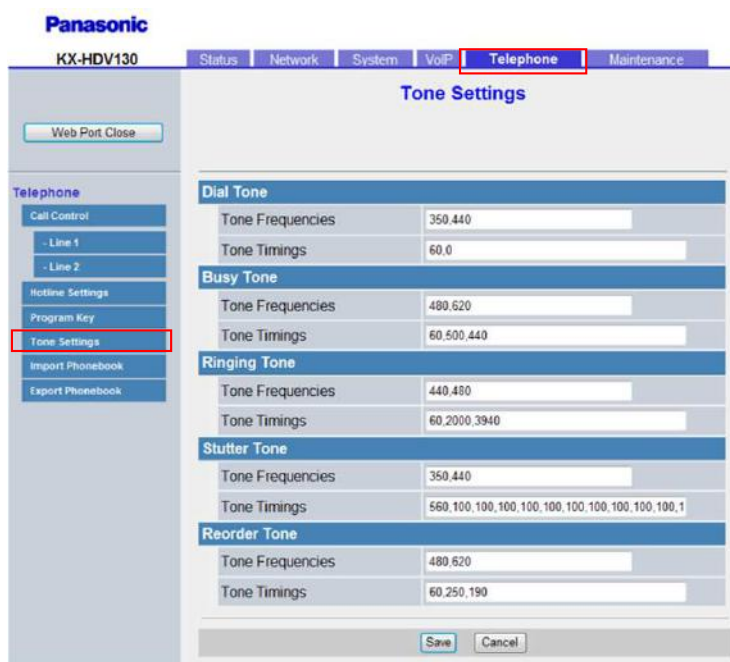 Panasonic
KX-HDV130
Status Network System VoIP Telephone Maintenance
Tone Settings
Web Port Close
Telephone
Call Control
- Line 1
- Line 2
Hotline Settings
Program Key
Tone Settings
Import Phonebook
Export Phonebook
Dial Tone
Tone Frequencies 350,440
Tone Timings 60,0
Busy Tone
Tone Frequencies 480,620
Tone Timings 60,500,440
Ringing Tone
Tone Frequencies 440,480
Tone Timings 60,2000,3940
Stutter Tone
Tone Frequencies 350,440
Tone Timings 560,100,100,100,100,100,100,100,100,100,100,1
Reorder Tone
Tone Frequencies 480,620
Tone Timings 60,250,190
Save Cancel